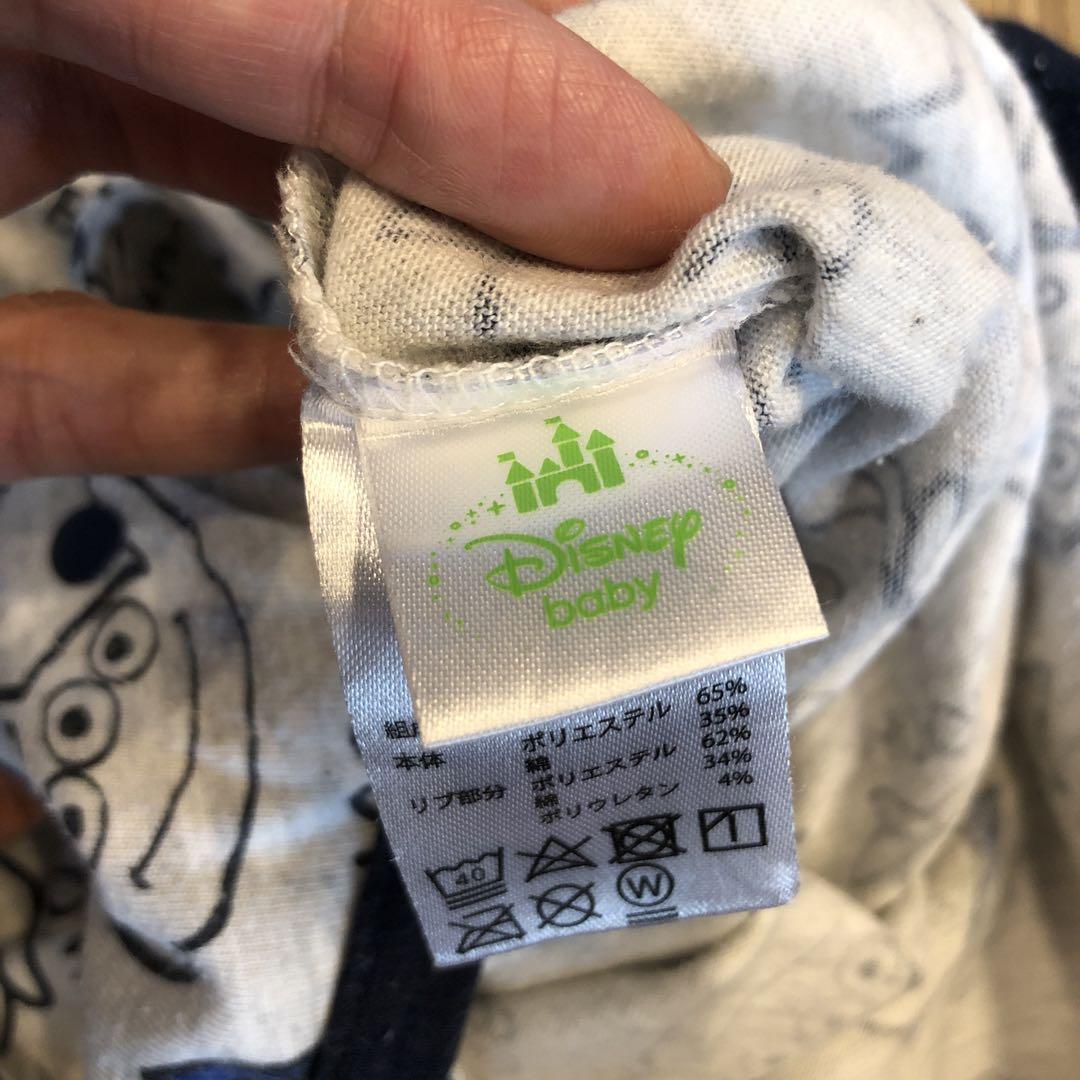 Disney
baby
ポリエステル 65%
本体 綿 35%
ポリエステル 62%
リブ部分 綿 34%
ポリウレタン 4%
40
W